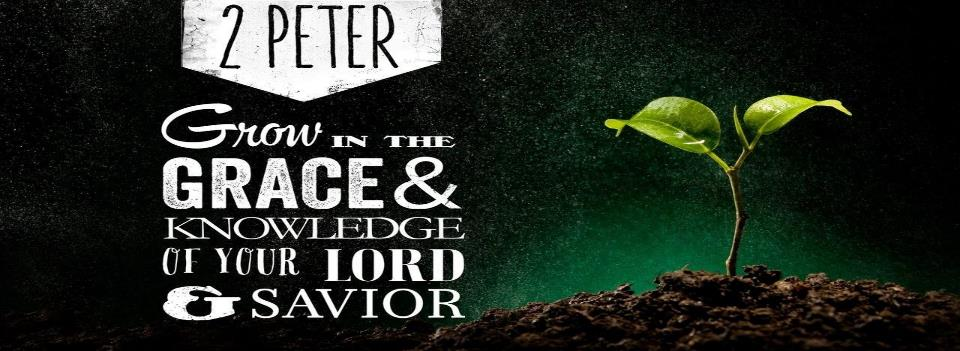 2 PETER
Grow IN THE
GRACE &
KNOWLEDGE
OF YOUR LORD
& SAVIOR